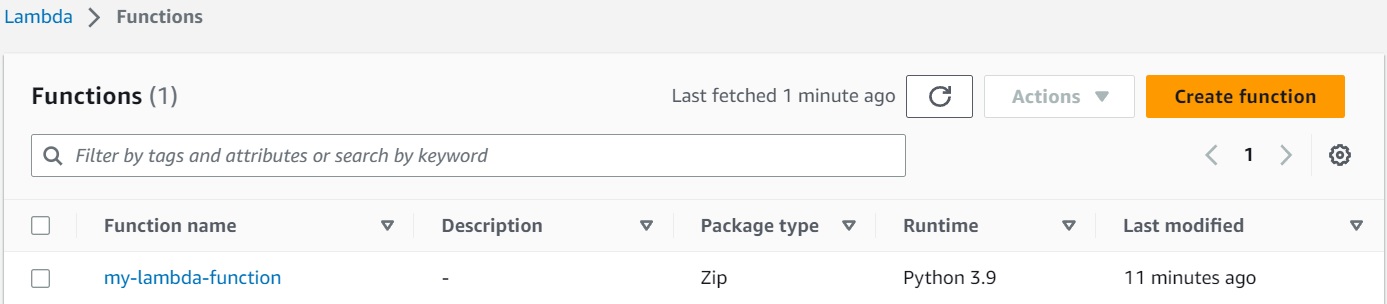 Lambda > Functions
Functions (1) Last fetched 1 minute ago Actions Create function
Filter by tags and attributes or search by keyword 1
Function name Description Package type Runtime Last modified
my-lambda-function - Zip Python 3.9 11 minutes ago